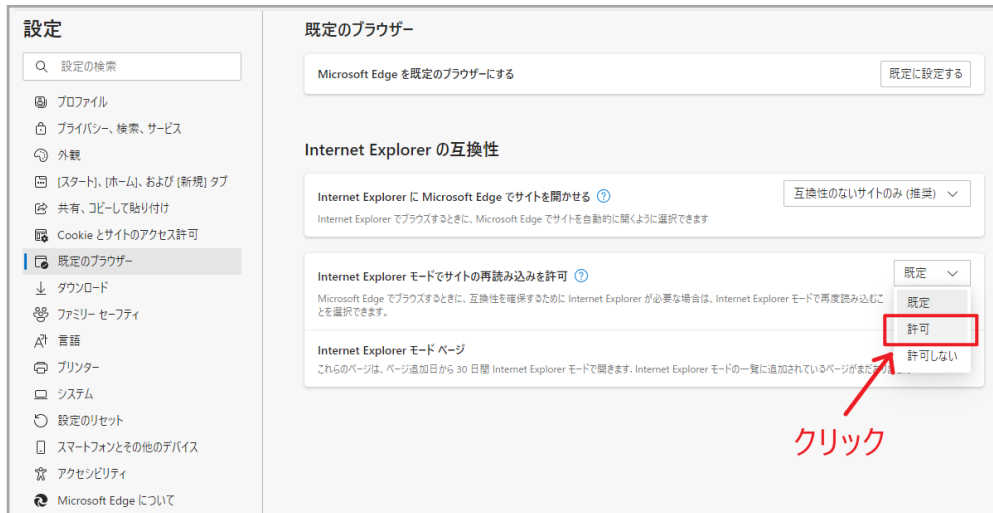 設定
設定の検索
プロファイル
プライバシー、検索、サービス
外観
[スタート]、[ホーム]、および [新規] タブ
共有、コピーして貼り付け
Cookie とサイトのアクセス許可
既定のブラウザー
ダウンロード
ファミリー セーフティ
言語
プリンター
システム
設定のリセット
スマートフォンとその他のデバイス
アクセシビリティ
Microsoft Edge について
既定のブラウザー
Microsoft Edge を既定のブラウザーにする
既定に設定する
Internet Explorer の互換性
Internet Explorer に Microsoft Edge でサイトを開かせる
互換性のないサイトのみ (推奨)
Internet Explorer でブラウズするときに、Microsoft Edge でサイトを自動的に開くように選択できます
Internet Explorer モードでサイトの再読み込みを許可
既定
Microsoft Edge でブラウズするときに、互換性を確保するために Internet Explorer が必要な場合は、Internet Explorer モードで再度読み込むこ
とを選択できます。
既定
許可
許可しない
Internet Explorer モード ページ
これらのページは、ページ追加日から 30 日間 Internet Explorer モードで開きます. Internet Explorer モードの一覧に追加されているページがまだ
クリック